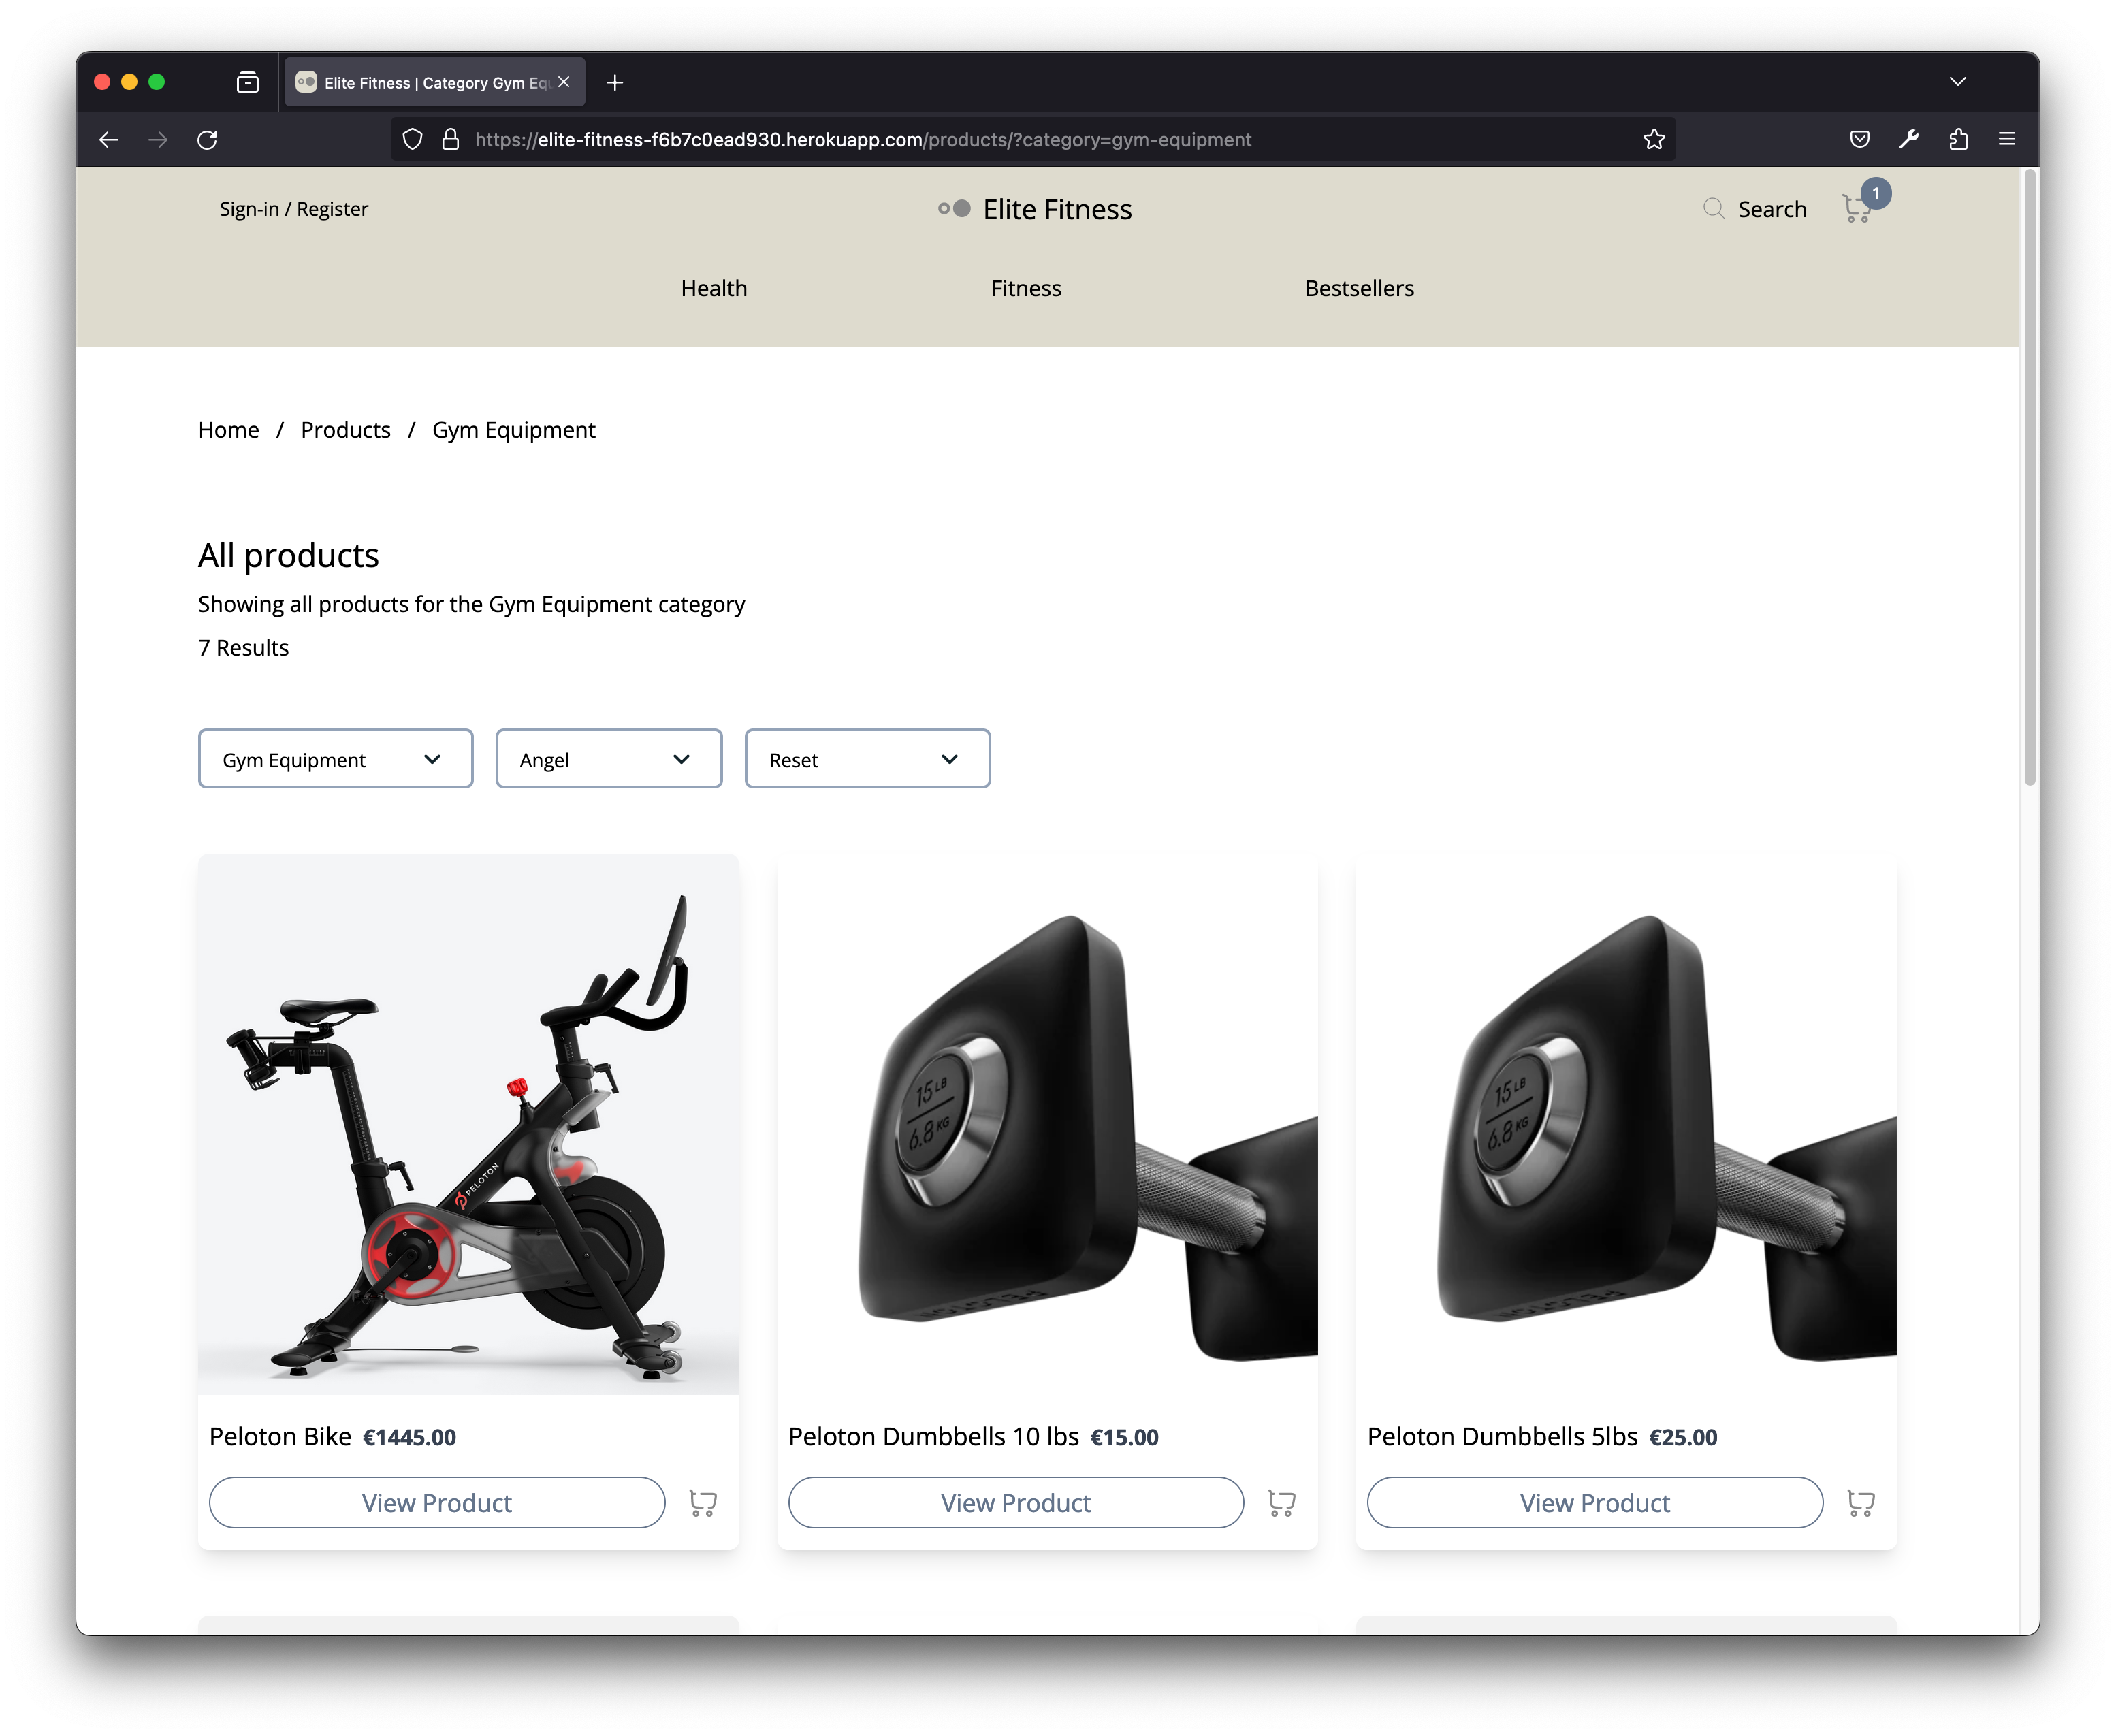 Elite Fitness | Category Gym Equ
https://elite-fitness-f6b7c0ead930.herokuapp.com/products/?category=gym-equipment
Sign-in / Register
Elite Fitness
Search
1
Health
Fitness
Bestsellers
Home / Products / Gym Equipment
All products
Showing all products for the Gym Equipment category
7 Results
Gym Equipment
Angel
Reset
PELOTON
15 LB
6.8 KG
PELOTON
15 LB
6.8 KG
PELOTON
Peloton Bike €1445.00
Peloton Dumbbells 10 lbs €15.00
Peloton Dumbbells 5lbs €25.00
View Product
View Product
View Product